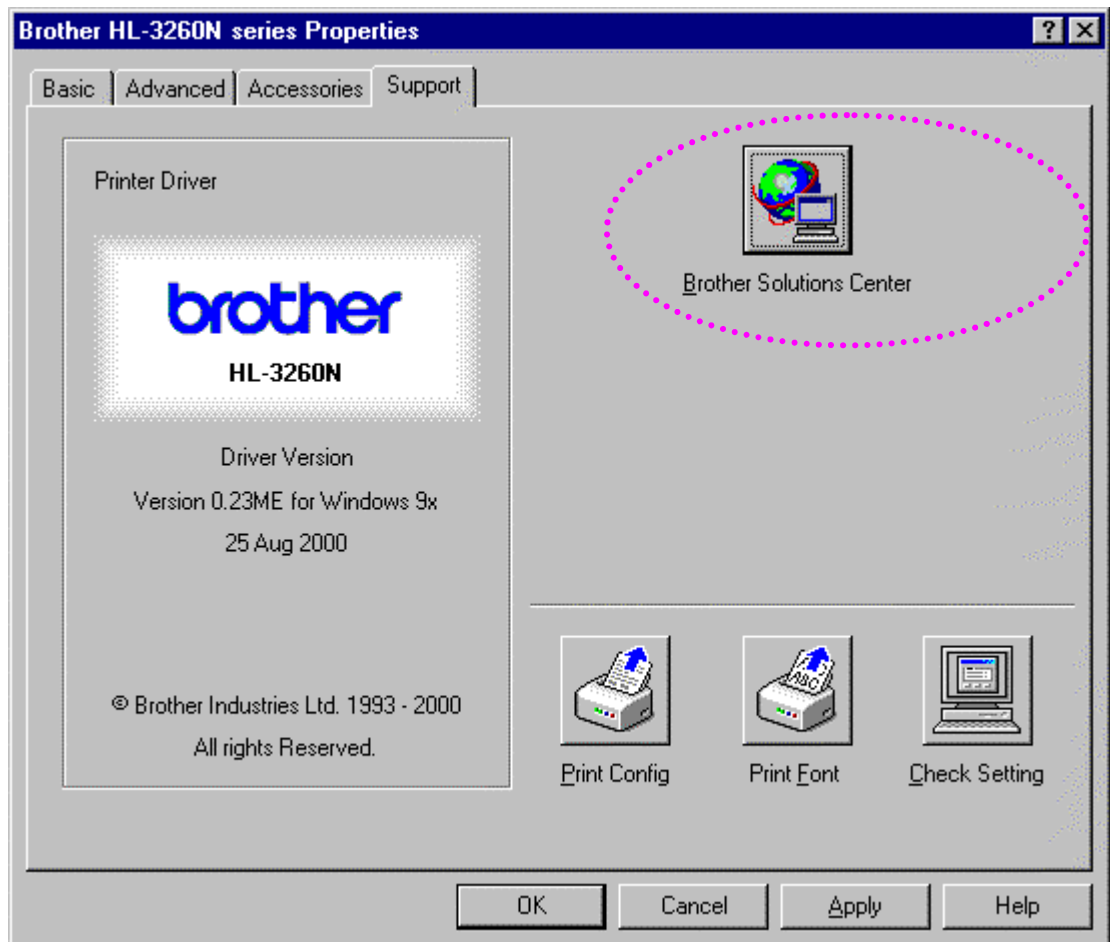 Brother HL-3260N series Properties
Basic Advanced Accessories Support
Printer Driver
brother
HL-3260N
Driver Version
Version 0.23ME for Windows 9x
25 Aug 2000
© Brother Industries Ltd. 1993 - 2000
All rights Reserved.
Brother Solutions Center
Print Config Print Font Check Setting
OK Cancel Apply Help